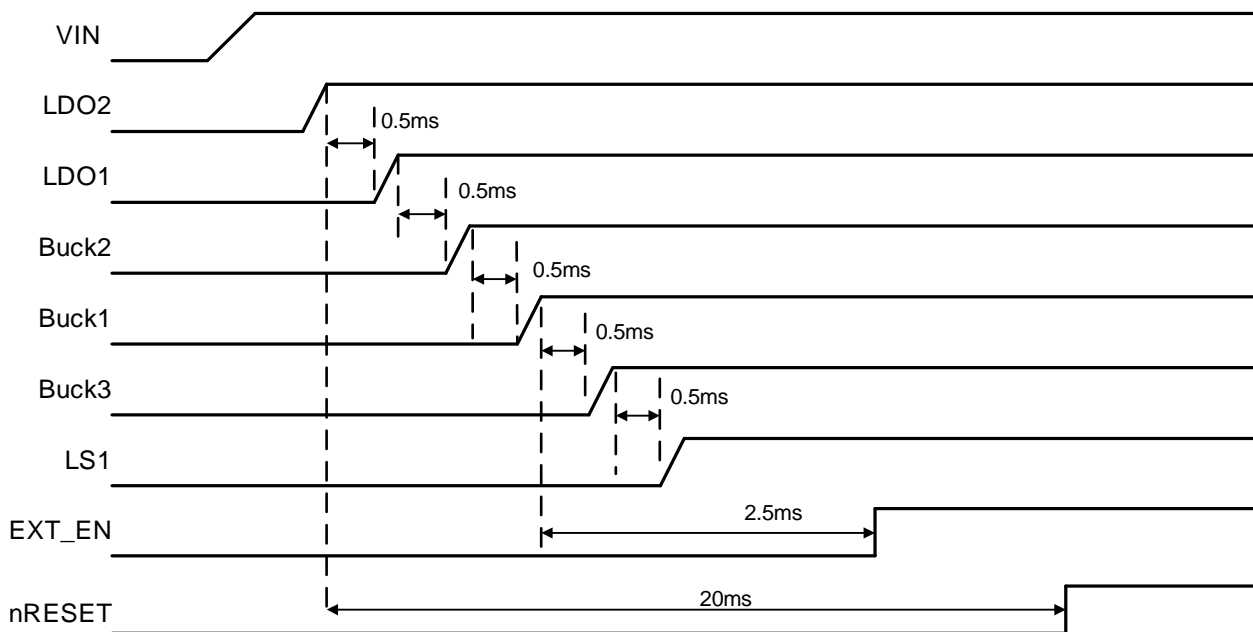 VIN
LDO2
0.5ms
LDO1
0.5ms
Buck2
0.5ms
Buck1
0.5ms
Buck3
0.5ms
LS1
EXT_EN
2.5ms
nRESET
20ms